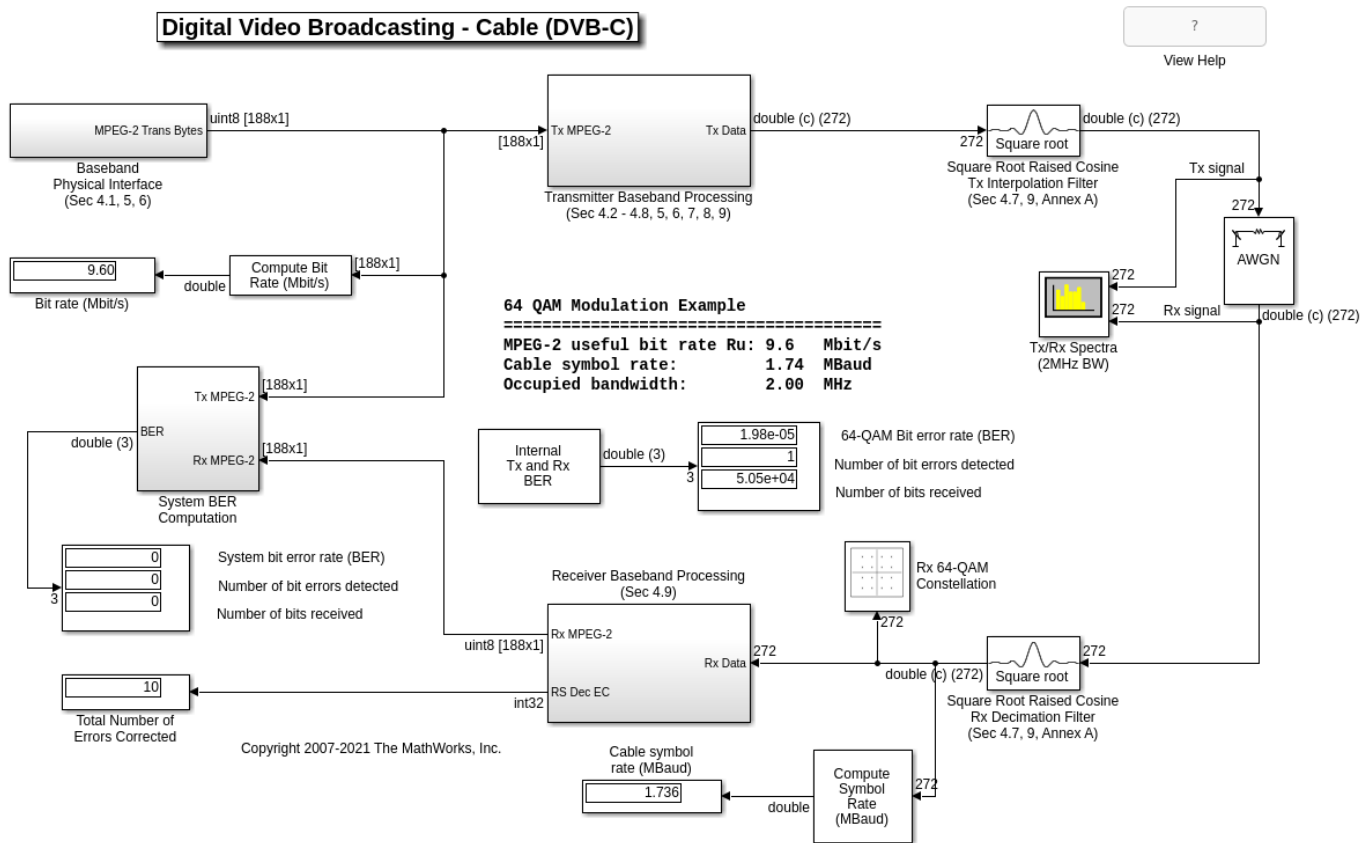 Digital Video Broadcasting - Cable (DVB-C)
?
View Help
MPEG-2 Trans Bytes
uint8 [188x1]
Baseband
Physical Interface
(Sec 4.1, 5, 6)
[188x1]
Tx MPEG-2
Tx Data
Transmitter Baseband Processing
(Sec 4.2 - 4.8, 5, 6, 7, 8, 9)
double (c) (272)
272
Square root
Square Root Raised Cosine
Tx Interpolation Filter
(Sec 4.7, 9, Annex A)
double (c) (272)
Tx signal
272
AWGN
double (c) (272)
272
272
Rx signal
Tx/Rx Spectra
(2MHz BW)
9.60
Bit rate (Mbit/s)
double
Compute Bit
Rate (Mbit/s)
[188x1]
64 QAM Modulation Example
=======================================
MPEG-2 useful bit rate Ru: 9.6 Mbit/s
Cable symbol rate: 1.74 MBaud
Occupied bandwidth: 2.00 MHz
[188x1]
Tx MPEG-2
BER
double (3)
Rx MPEG-2
[188x1]
System BER
Computation
Internal
Tx and Rx
BER
double (3)
3
1.98e-05
64-QAM Bit error rate (BER)
1
Number of bit errors detected
5.05e+04
Number of bits received
3
0
System bit error rate (BER)
0
Number of bit errors detected
0
Number of bits received
Receiver Baseband Processing
(Sec 4.9)
Rx MPEG-2
uint8 [188x1]
Rx Data
RS Dec EC
int32
272
Rx 64-QAM
Constellation
272
double (c) (272)
Square root
272
Square Root Raised Cosine
Rx Decimation Filter
(Sec 4.7, 9, Annex A)
10
Total Number of
Errors Corrected
Copyright 2007-2021 The MathWorks, Inc.
Cable symbol
rate (MBaud)
1.736
double
Compute
Symbol
Rate
(MBaud)
272